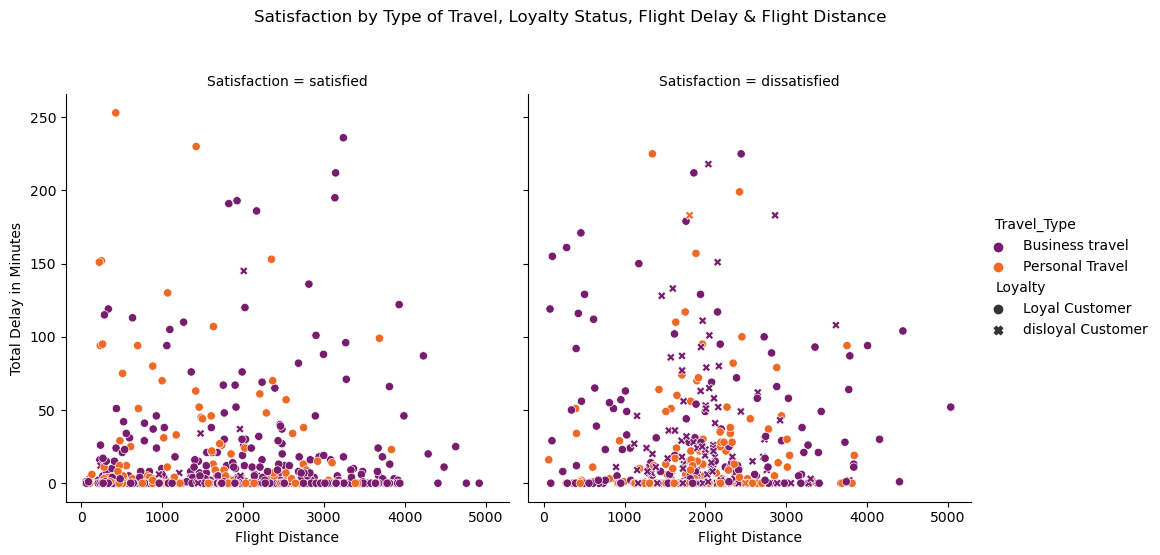 Satisfaction by Type of Travel, Loyalty Status, Flight Delay & Flight Distance
Satisfaction = satisfied
Satisfaction = dissatisfied
Total Delay in Minutes
250
200
150
100
50
0
0 1000 2000 3000 4000 5000
0 1000 2000 3000 4000 5000
Flight Distance
Flight Distance
Travel_Type
Business travel
Personal Travel
Loyalty
Loyal Customer
disloyal Customer